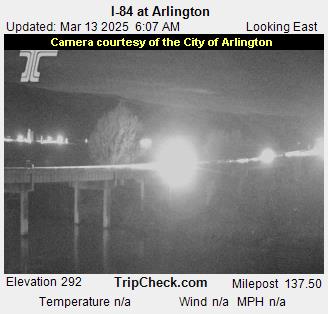 I-84 at Arlington
Updated: Mar 13 2025 6:07 AM Looking East
Camera courtesy of the City of Arlington
Elevation 292 TripCheck.com Milepost 137.50
Temperature n/a Wind n/a MPH n/a